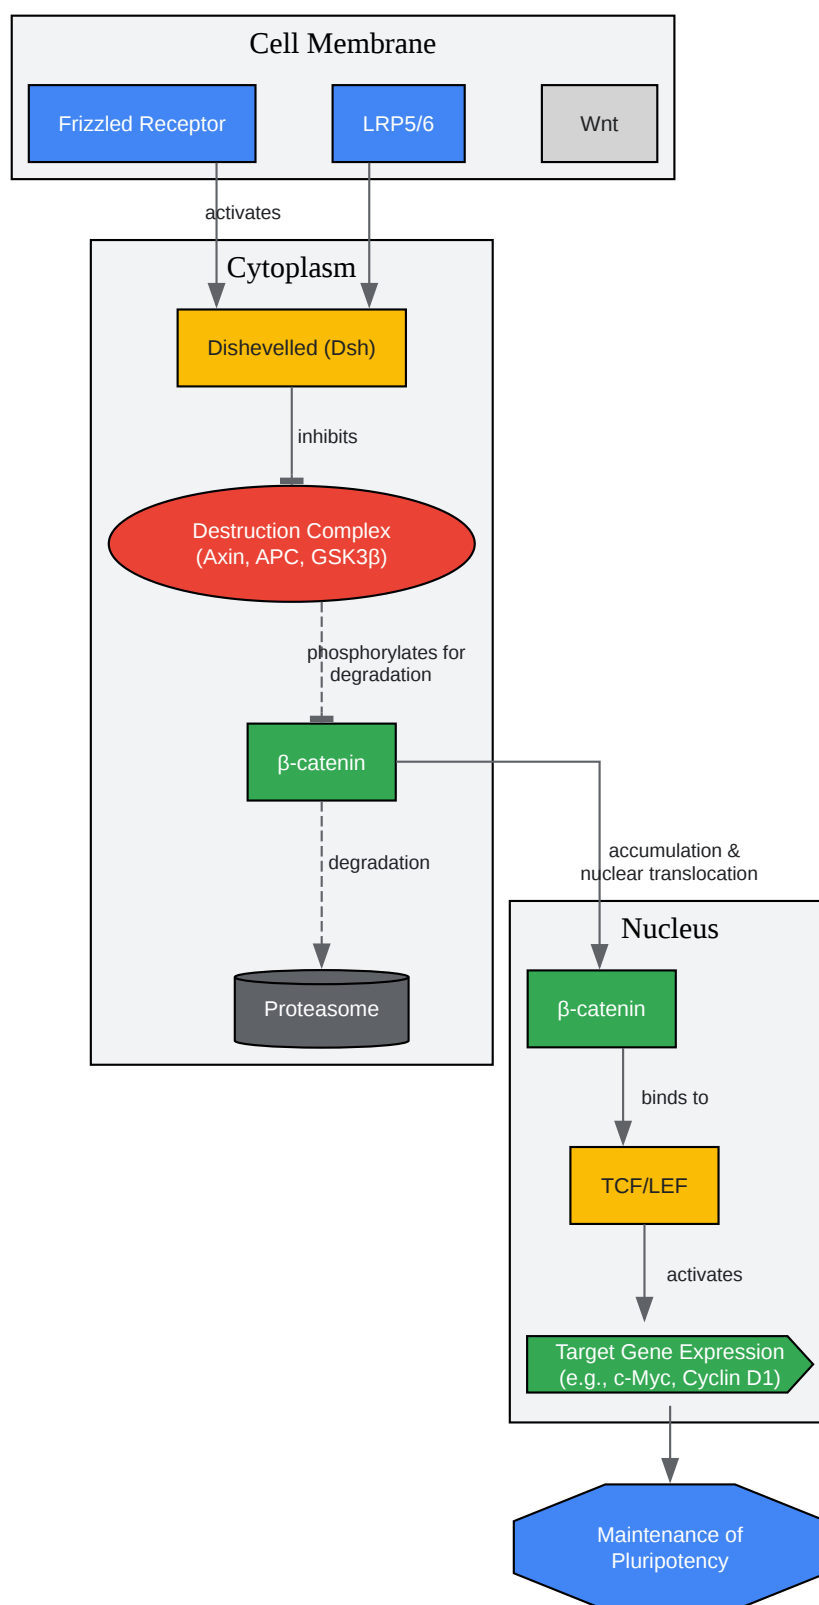 Cell Membrane
Frizzled Receptor
LRP5/6
Wnt
activates
Cytoplasm
Dishevelled (Dsh)
inhibits
Destruction Complex
(Axin, APC, GSK3β)
phosphorylates for
degradation
β-catenin
accumulation &
nuclear translocation
degradation
Nucleus
Proteasome
β-catenin
binds to
TCF/LEF
activates
Target Gene Expression
(e.g., c-Myc, Cyclin D1)
Maintenance of
Pluripotency